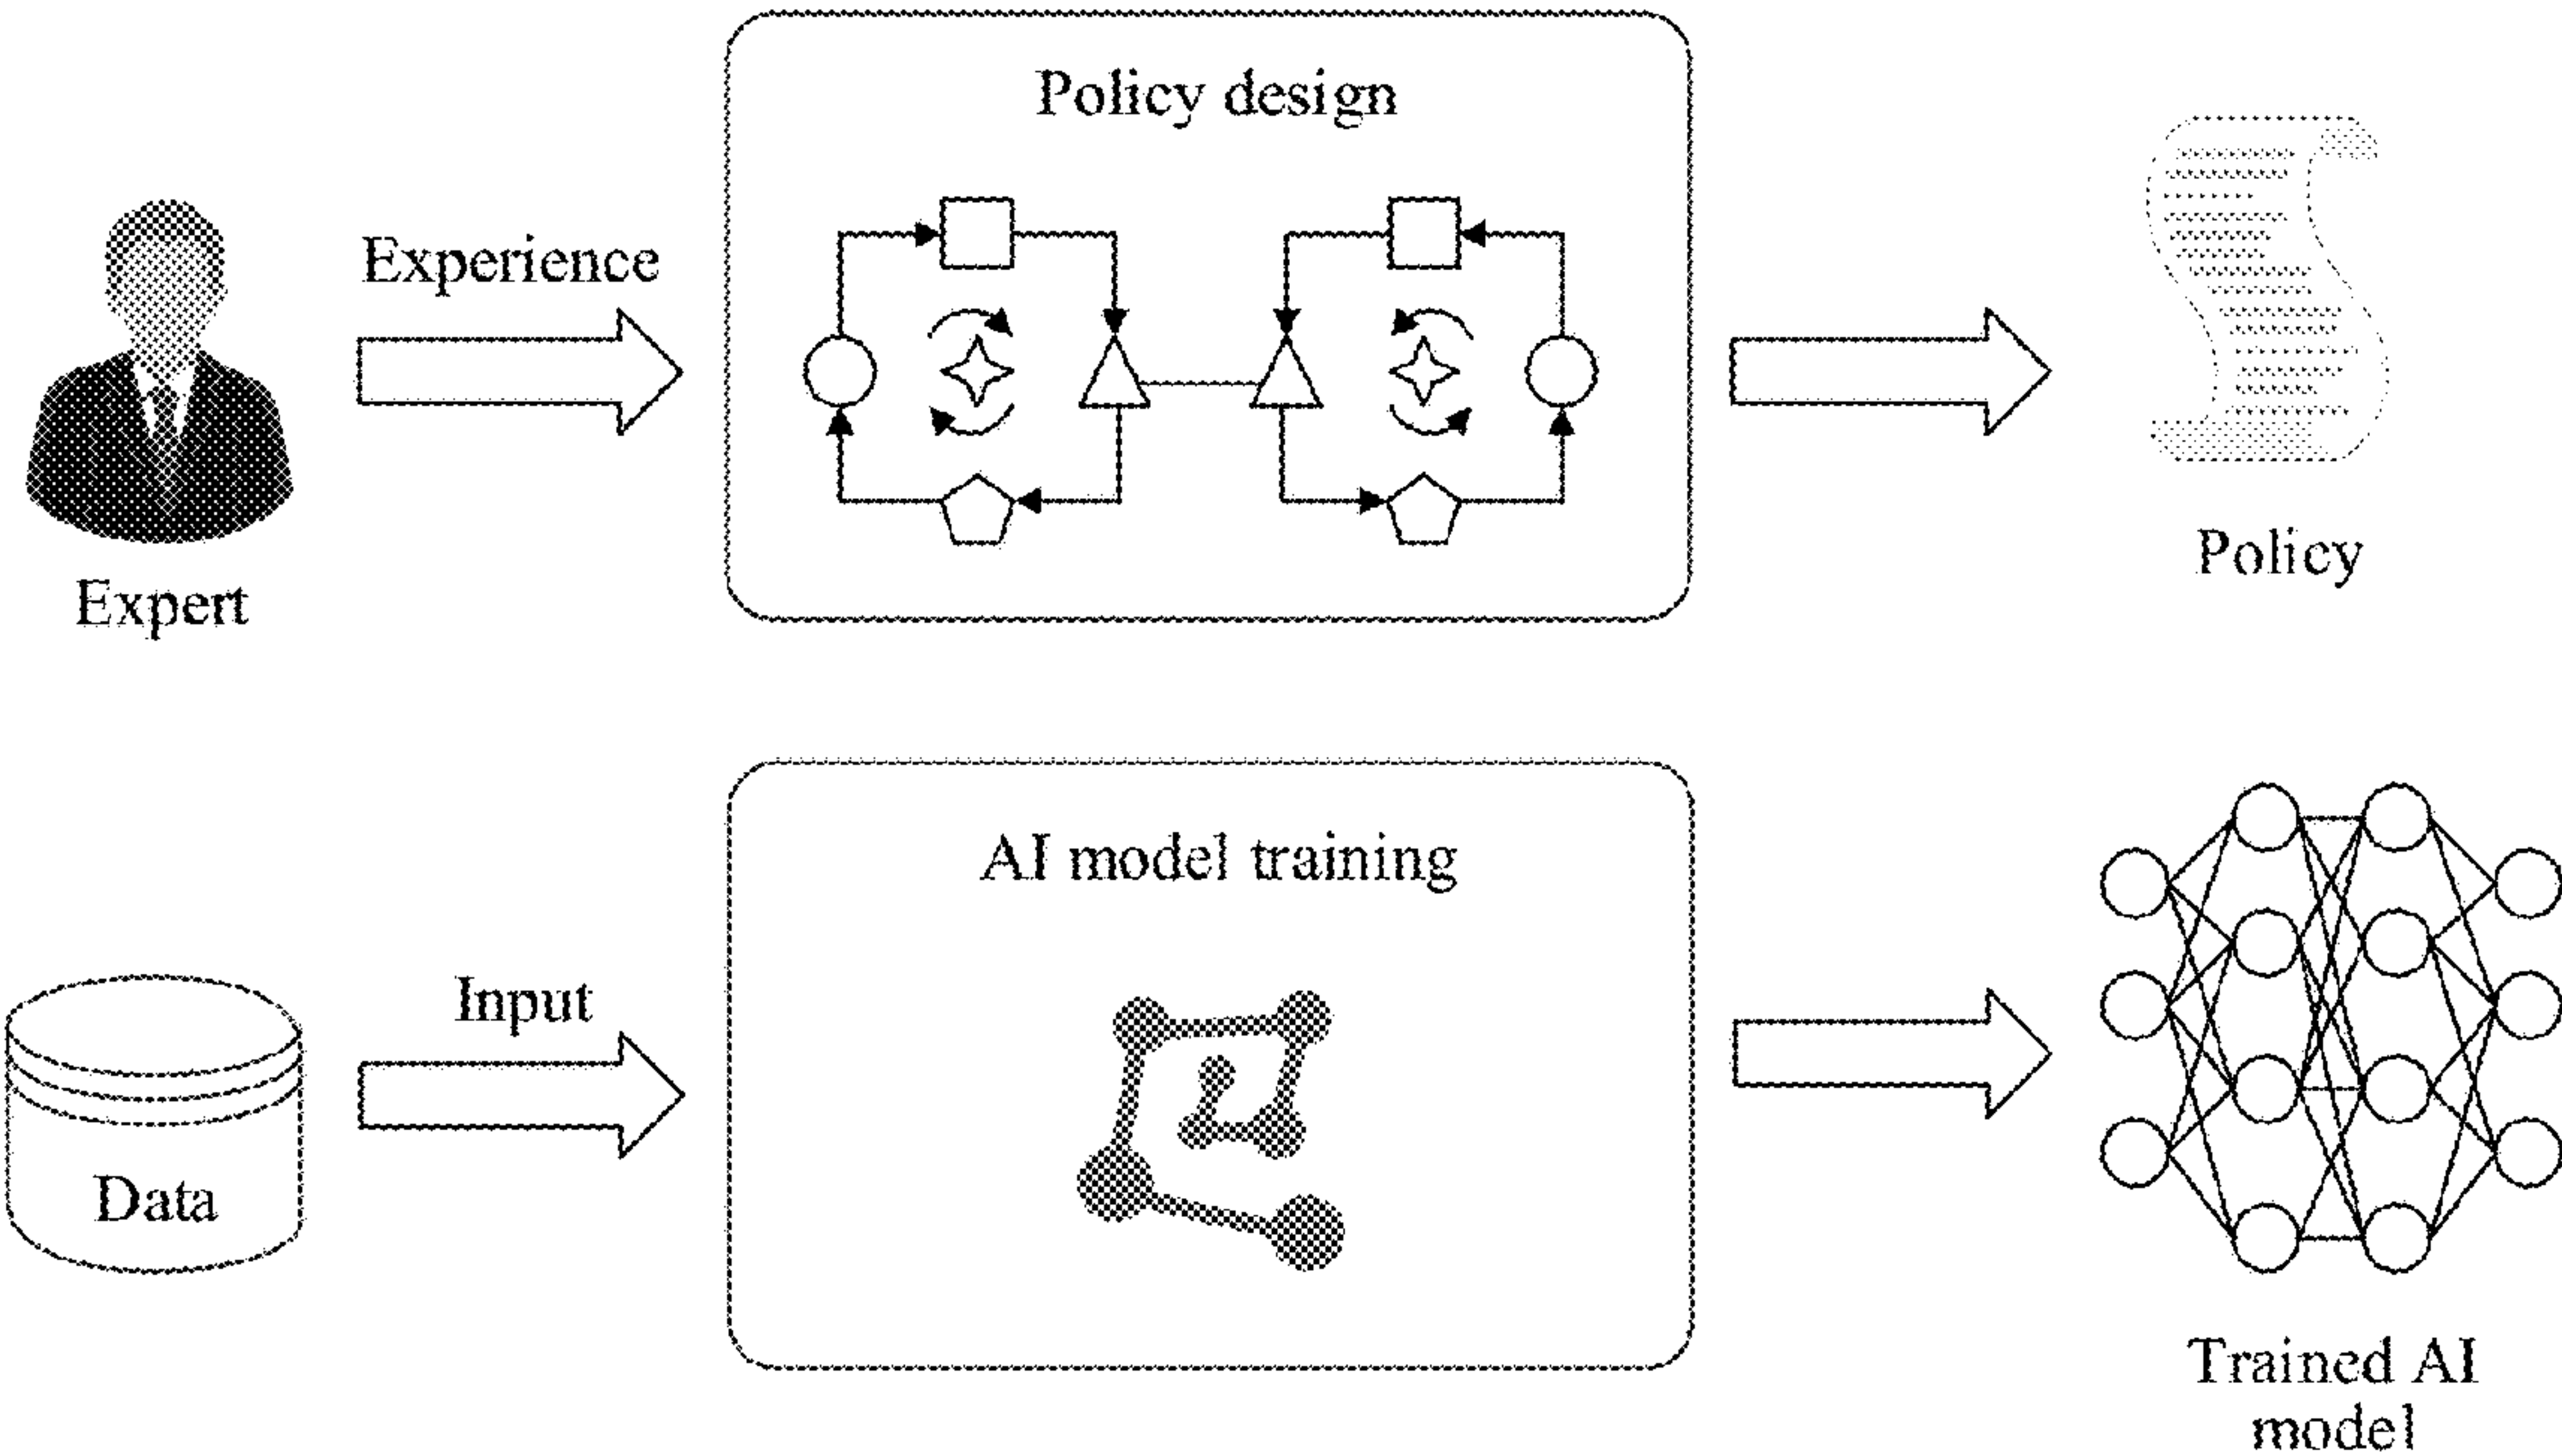 Policy design
Experience
Expert
Policy
AI model training
Input
Data
Trained AI
model